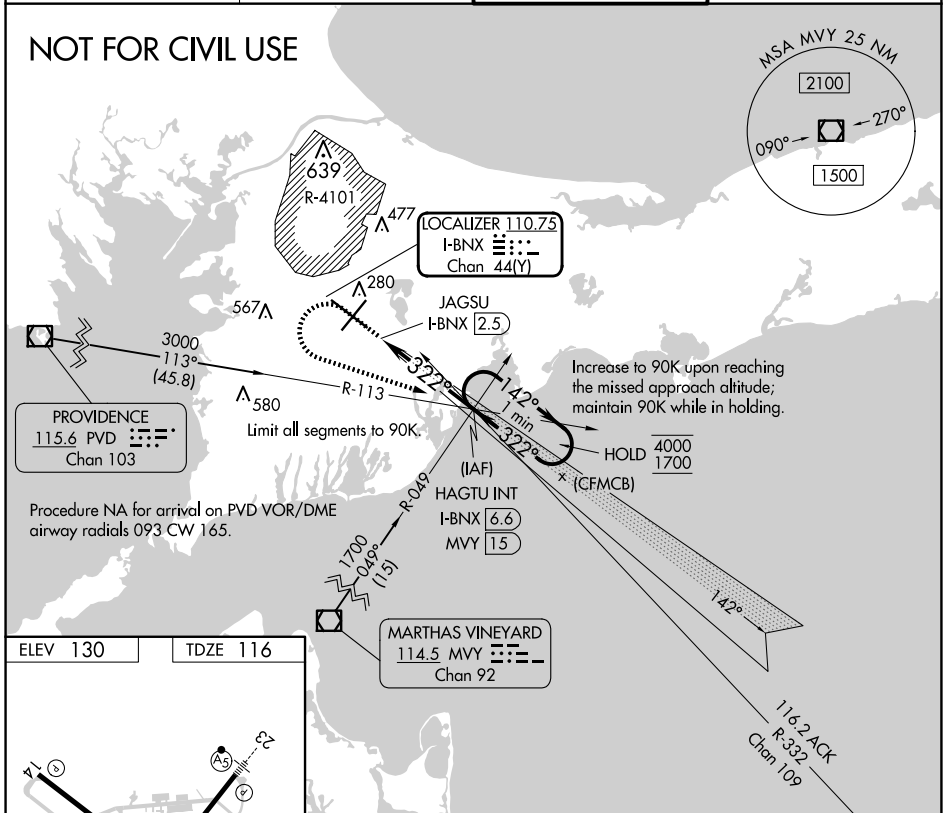 NOT FOR CIVIL USE
MSA MVY 25 NM
2100
090°
270°
1500
639
R-4101
477
LOCALIZER 110.75
I-BNX
Chan 44(Y)
280
567
JAGSU
I-BNX 2.5
3000
113°
(45.8)
R-113
580
322°
142°
1 min
322°
Increase to 90K upon reaching
the missed approach altitude;
maintain 90K while in holding.
HOLD 4000
1700
(CFMCB)
PROVIDENCE
115.6 PVD
Chan 103
Limit all segments to 90K.
(IAF)
HAGTU INT
I-BNX 6.6
MVY 15
R-049
1700
049°
(15)
Procedure NA for arrival on PVD VOR/DME
airway radials 093 CW 165.
142°
MARTHAS VINEYARD
114.5 MVY
Chan 92
116.2 ACK
R-332
Chan 109
ELEV 130
TDZE 116
14
P
A5
23
P